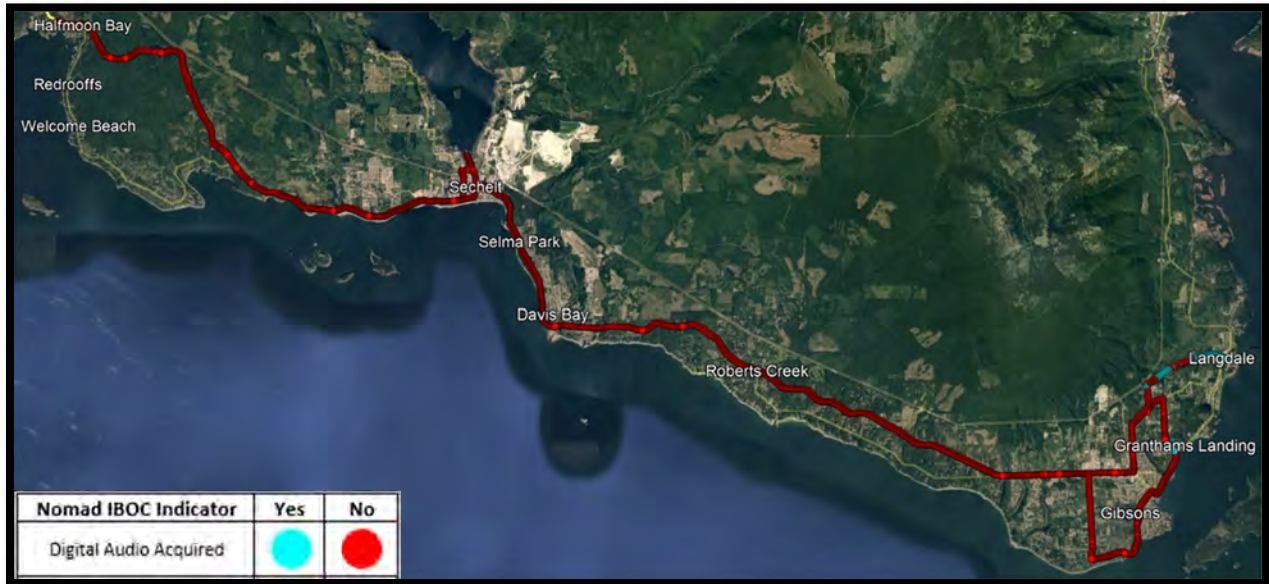 Halfmoon Bay
Redrooffs
Welcome Beach
Sechelt
Selma Park
Davis Bay
Roberts Creek
Langdale
Granthams Landing
Gibsons
Nomad IBOC Indicator Yes No
Digital Audio Acquired